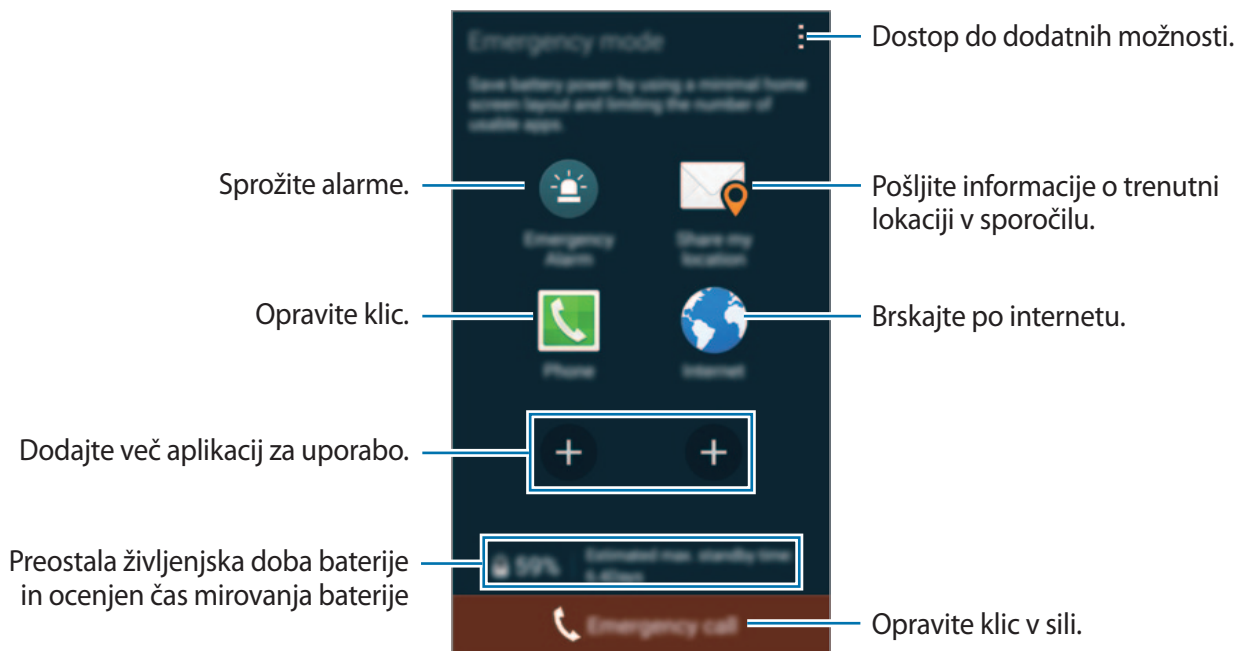 Emergency mode
Dostop do dodatnih možnosti.
Save battery power by using a minimal home
screen layout and limiting the number of
usable apps.
Sprožite alarme.
Pošljite informacije o trenutni
lokaciji v sporočilu.
Emergency
Alarm
Share my
location
Opravite klic.
Brskajte po internetu.
Phone
Internet
Dodajte več aplikacij za uporabo.
Preostala življenjska doba baterije
in ocenjen čas mirovanja baterije
59%
Estimated max. standby time
Emergency call
Opravite klic v sili.